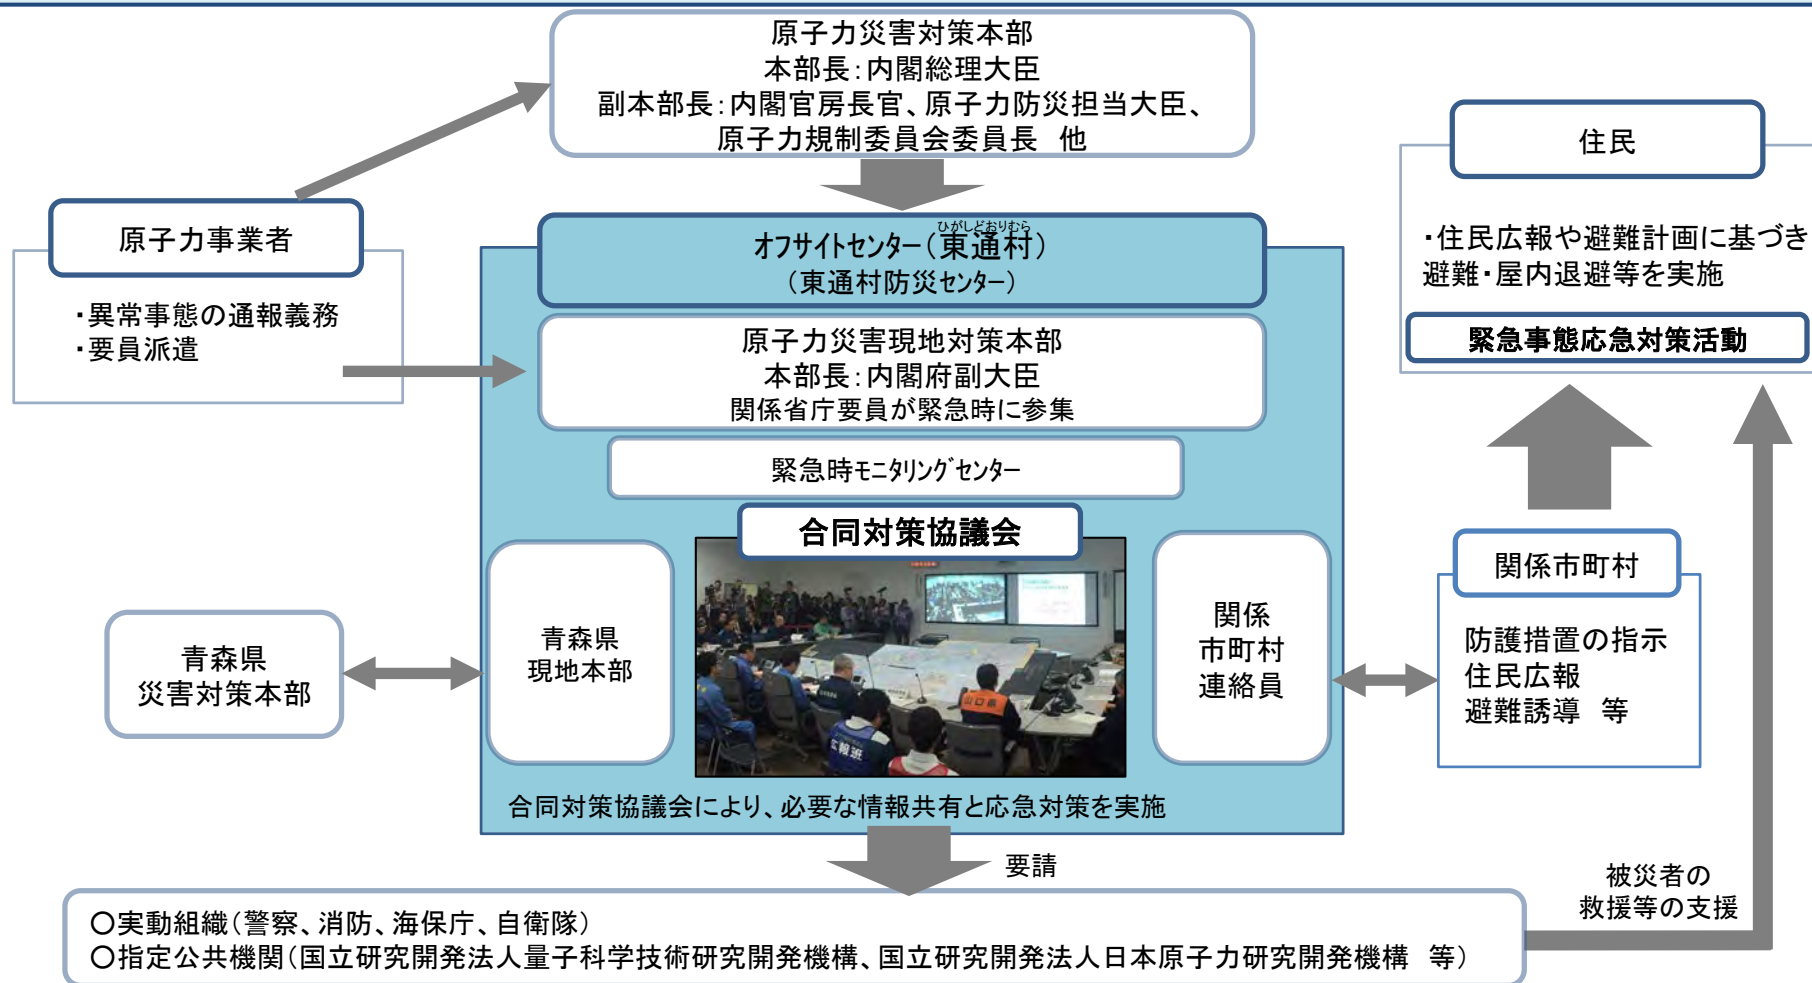 原子力災害対策本部
本部長：内閣総理大臣
副本部長：内閣官房長官、原子力防災担当大臣、
原子力規制委員会委員長　他
原子力事業者
・異常事態の通報義務
・要員派遣
ひがしどおりむら
オフサイトセンター（東通村）
（東通村防災センター）
原子力災害現地対策本部
本部長：内閣府副大臣
関係省庁要員が緊急時に参集
緊急時モニタリングセンター
合同対策協議会
青森県
災害対策本部
青森県
現地本部
広報班
山口県
関係
市町村
連絡員
合同対策協議会により、必要な情報共有と応急対策を実施
住民
・住民広報や避難計画に基づき
避難・屋内退避等を実施
緊急事態応急対策活動
関係市町村
防護措置の指示
住民広報
避難誘導　等
要請
被災者の
救援等の支援
○実動組織（警察、消防、海保庁、自衛隊）
○指定公共機関（国立研究開発法人量子科学技術研究開発機構、国立研究開発法人日本原子力研究開発機構　等）